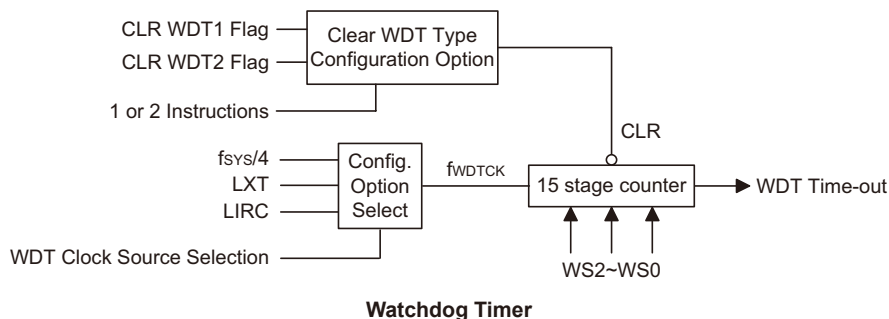 CLR WDT1 Flag
CLR WDT2 Flag
Clear WDT Type
Configuration Option
1 or 2 Instructions
CLR
fSYS/4
LXT
LIRC
Config.
Option
Select
fWDTCK
15 stage counter
WDT Time-out
WDT Clock Source Selection
WS2~WS0
Watchdog Timer